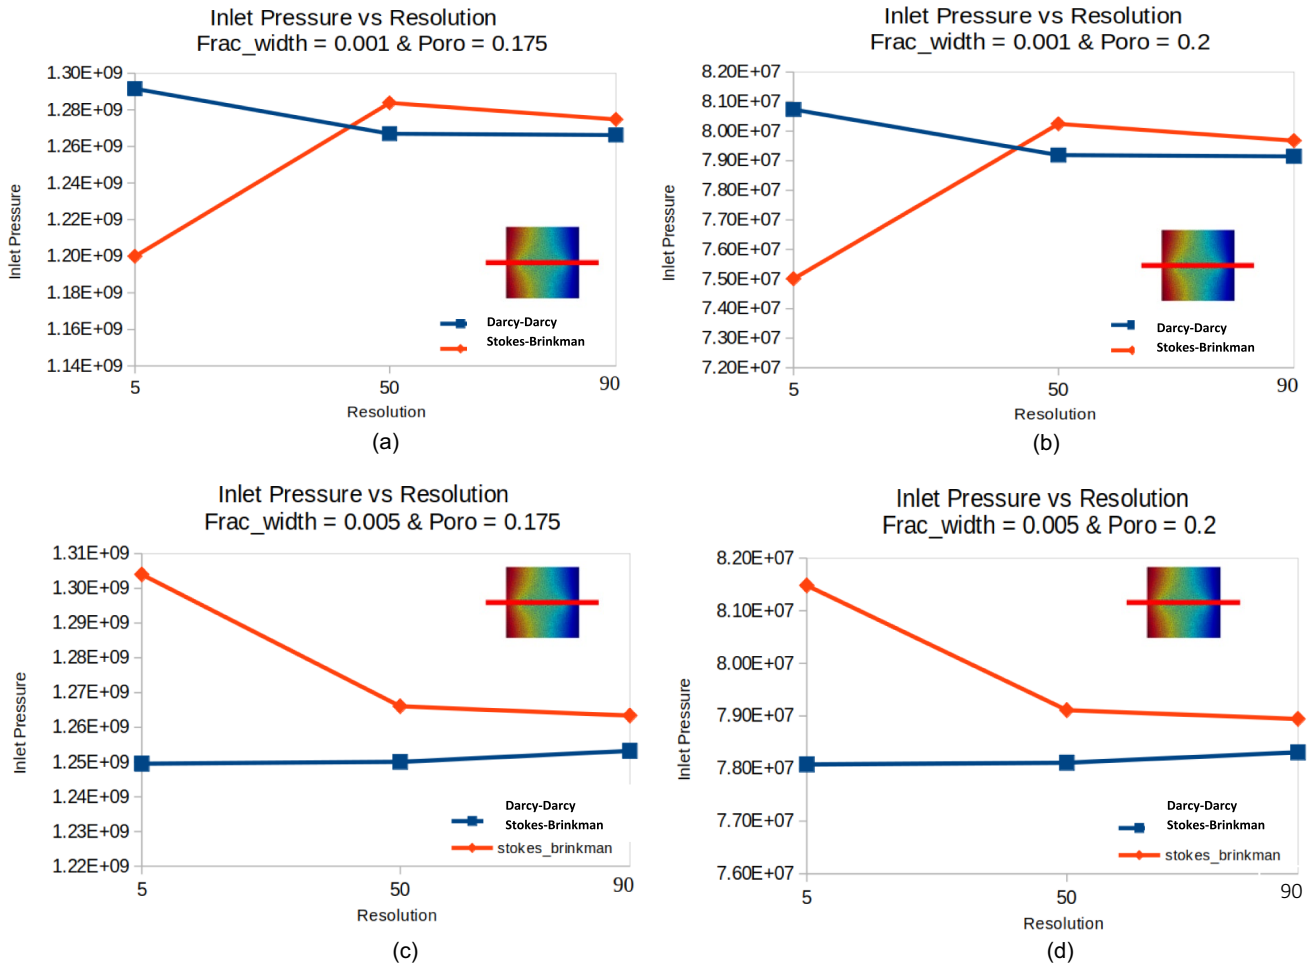 Inlet Pressure vs Resolution
Frac_width = 0.001 & Poro = 0.175
1.30E+09
1.28E+09
1.26E+09
1.24E+09
1.22E+09
1.20E+09
1.18E+09
1.16E+09
1.14E+09
Inlet Pressure
Darcy-Darcy
Stokes-Brinkman
5
50
90
Resolution
(a)
Inlet Pressure vs Resolution
Frac_width = 0.001 & Poro = 0.2
8.20E+07
8.10E+07
8.00E+07
7.90E+07
7.80E+07
7.70E+07
7.60E+07
7.50E+07
7.40E+07
7.30E+07
7.20E+07
Inlet Pressure
Darcy-Darcy
Stokes-Brinkman
5
50
90
Resolution
(b)
Inlet Pressure vs Resolution
Frac_width = 0.005 & Poro = 0.175
1.31E+09
1.30E+09
1.29E+09
1.28E+09
1.27E+09
1.26E+09
1.25E+09
1.24E+09
1.23E+09
1.22E+09
Inlet Pressure
Darcy-Darcy
Stokes-Brinkman
stokes_brinkman
5
50
90
Resolution
(c)
Inlet Pressure vs Resolution
Frac_width = 0.005 & Poro = 0.2
8.20E+07
8.10E+07
8.00E+07
7.90E+07
7.80E+07
7.70E+07
7.60E+07
Inlet Pressure
Darcy-Darcy
Stokes-Brinkman
stokes_brinkman
5
50
90
Resolution
(d)